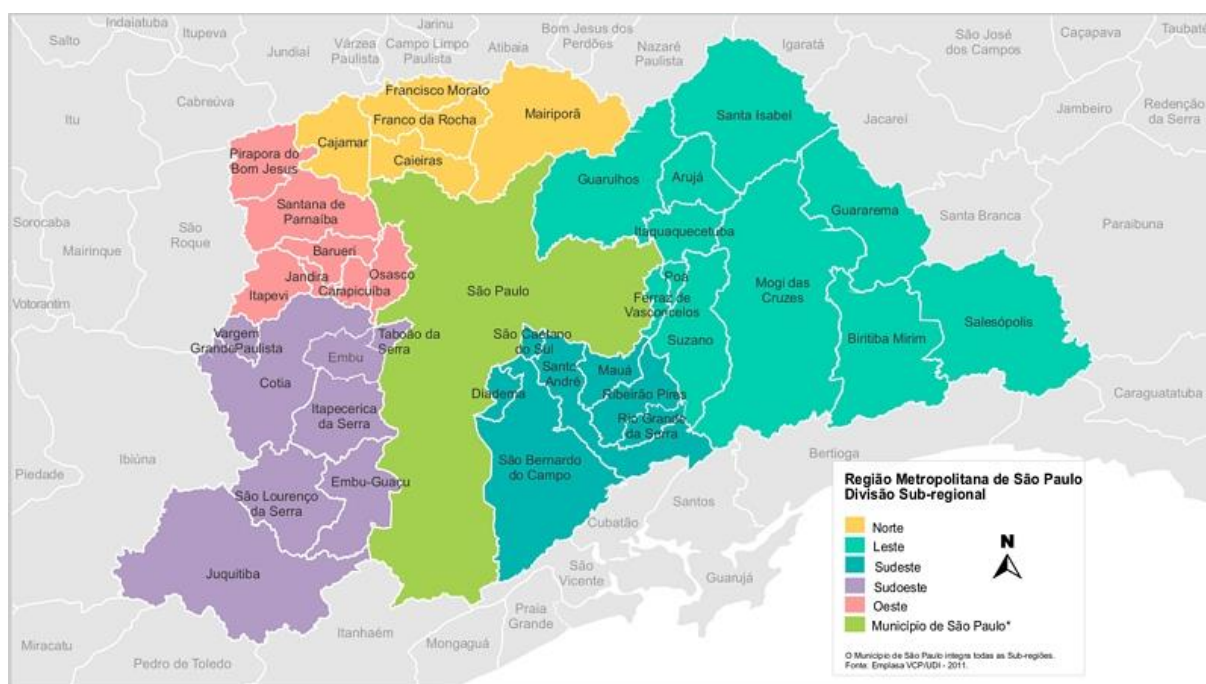 Indaiatuba
Salto
Itupeva
Jundiaí
Várzea
Paulista
Jarinu
Campo Limpo
Paulista
Atibaia
Bom Jesus dos
Perdões
Nazaré
Paulista
Igaratá
São José
dos Campos
Caçapava
Taubaté
Itu
Cabreúva
Francisco Morato
Franco da Rocha
Mairiporã
Cajamar
Caieiras
Santa Isabel
Jacareí
Jambeiro
Redenção
da Serra
Pirapora do
Bom Jesus
Guarulhos
Arujá
Santana de
Parnaíba
Guararema
Santa Branca
Paraibuna
Sorocaba
Mairinque
São
Roque
Itaquaquecetuba
Barueri
Jandira
Osasco
Carapicuíba
Itapevi
São Paulo
Poá
Ferraz de
Vasconcelos
Mogi das
Cruzes
Votorantim
Vargem
Grande Paulista
Taboão da
Serra
Embu
São Caetano
do Sul
Santo
André
Mauá
Suzano
Biritiba Mirim
Salesópolis
Cotia
Diadema
Ribeirão Pires
Itapecerica
da Serra
Rio Grande
da Serra
Caraguatatuba
Piedade
Ibiúna
São Bernardo
do Campo
Bertioga
São Lourenço
da Serra
Embu-Guaçu
Santos
Cubatão
Juquitiba
São
Vicente
Guarujá
Praia
Grande
Itanhaém
Mongaguá
Miracatu
Pedro de Toledo
Região Metropolitana de São Paulo
Divisão Sub-regional
Norte
Leste
Sudeste
Sudoeste
Oeste
Município de São Paulo*
N
O Município de São Paulo integra todas as Sub-regiões.
Fonte: Emplasa VCP/UDI - 2011.